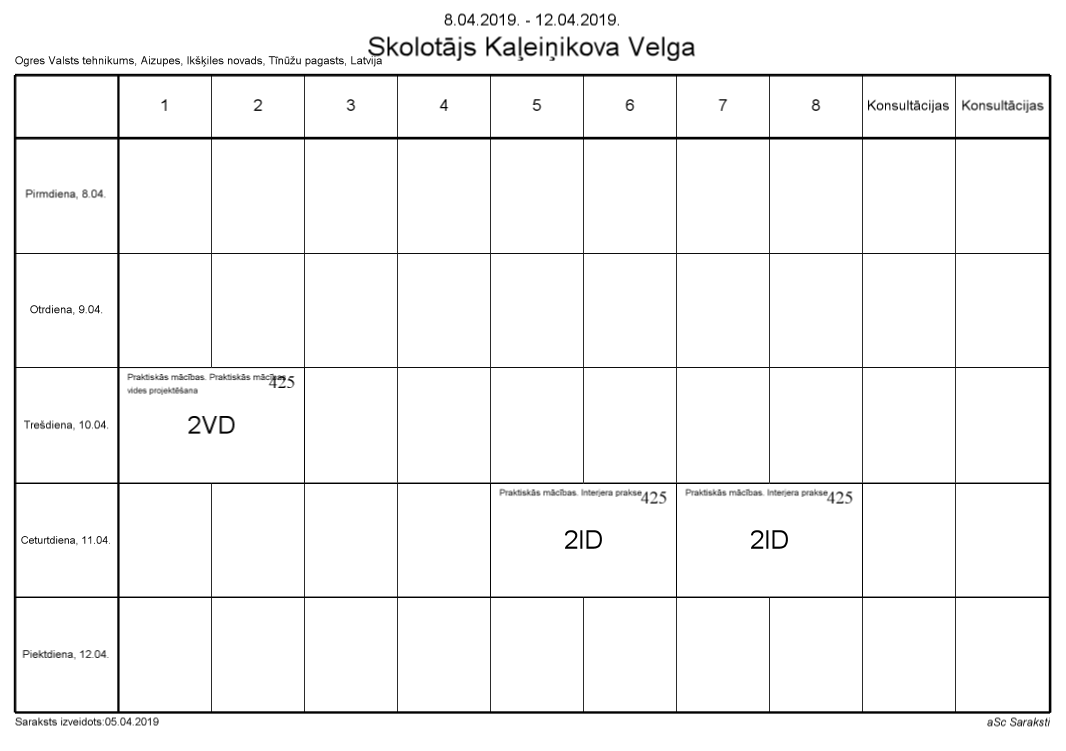 8.04.2019. - 12.04.2019.
Skolotājs Kaļeiņikova Velga
Ogres Valsts tehnikums, Aizupes, Ikšķiles novads, Tīnūžu pagasts, Latvija
1 2 3 4 5 6 7 8 Konsultācijas Konsultācijas
Pirmdiena, 8.04.
Otrdiena, 9.04.
Praktiskās mācības. Praktiskās mācības 425
vides projektēšana
Trešdiena, 10.04. 2VD
Praktiskās mācības. Interjera prakse 425 Praktiskās mācības. Interjera prakse 425
Ceturtdiena, 11.04. 2ID 2ID
Piektdiena, 12.04.
Saraksts izveidots:05.04.2019 aSc Saraksti